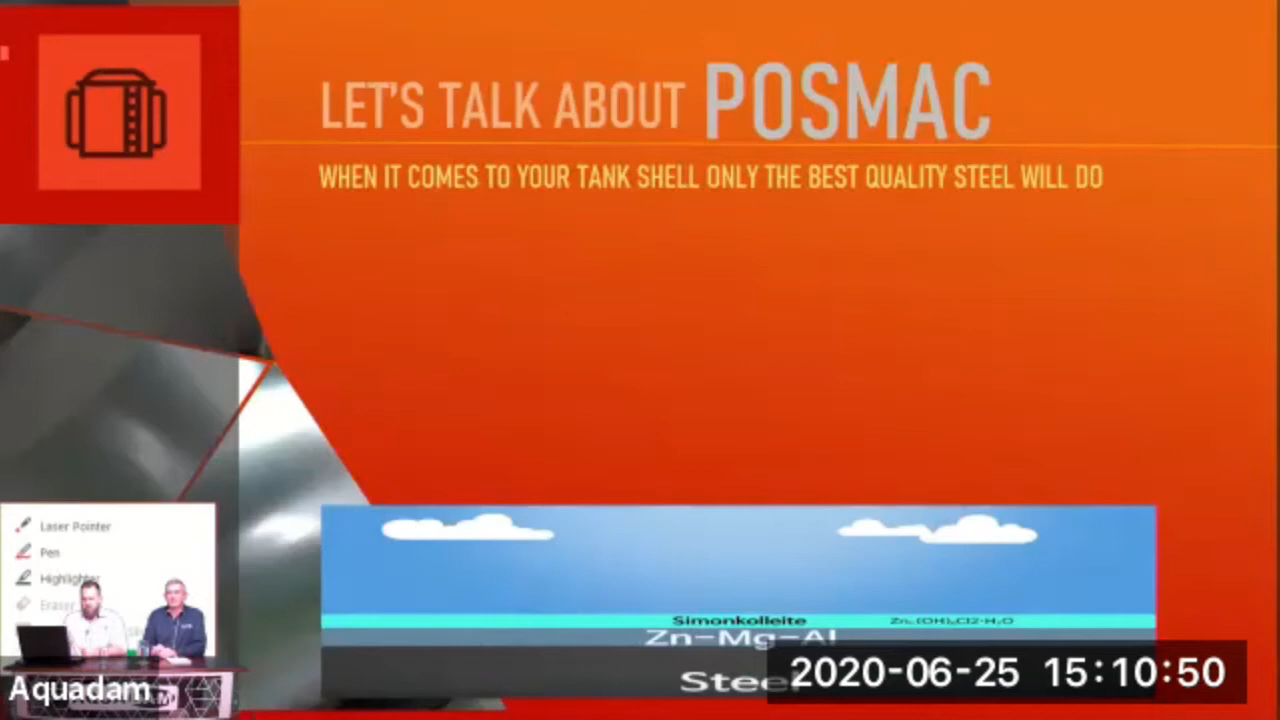 LET'S TALK ABOUT POSMAC
WHEN IT COMES TO YOUR TANK SHELL ONLY THE BEST QUALITY STEEL WILL DO
Laser Pointer
Pen
Highlighter
Eraser
Simonkolleite
Zn-Mg-Al
Steel
2020-06-25 15:10:50
Aquadam